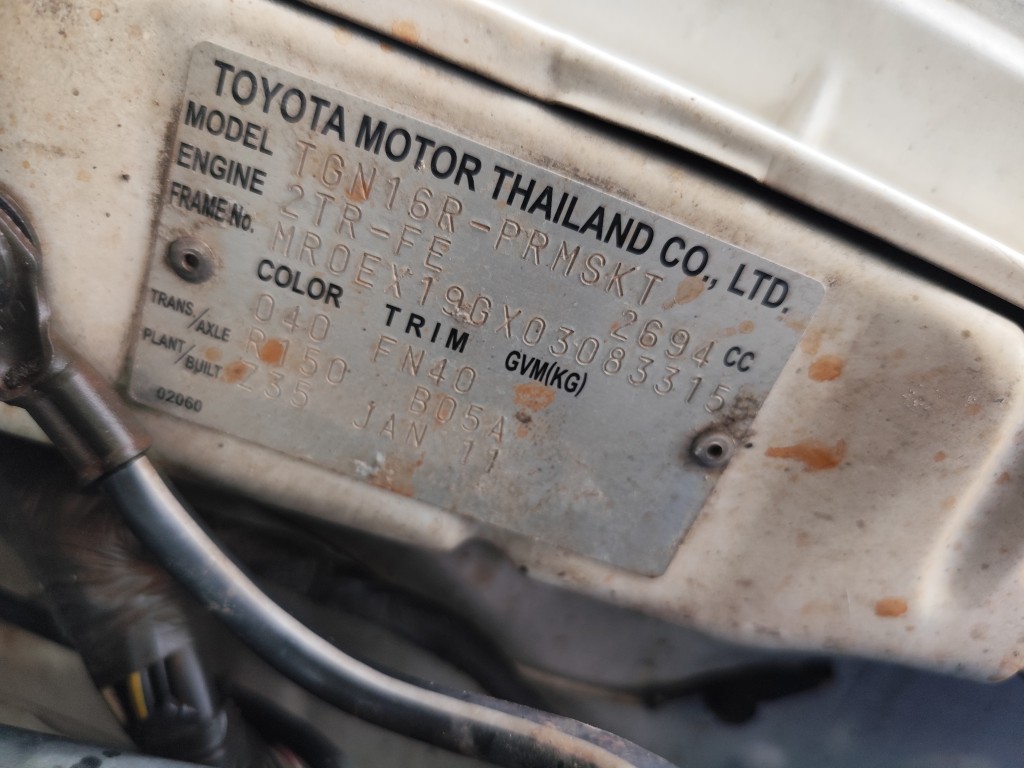 TOYOTA MOTOR THAILAND CO., LTD.
MODEL TGN16R-PRMSKT
ENGINE 2TR-FE 2694 CC
FRAME No. MR0EX19GX03083315
COLOR TRIM GVM(KG)
040 FN40
TRANS/AXLE R150 B05A
PLANT/BUILT Z35 JAN 11
02060